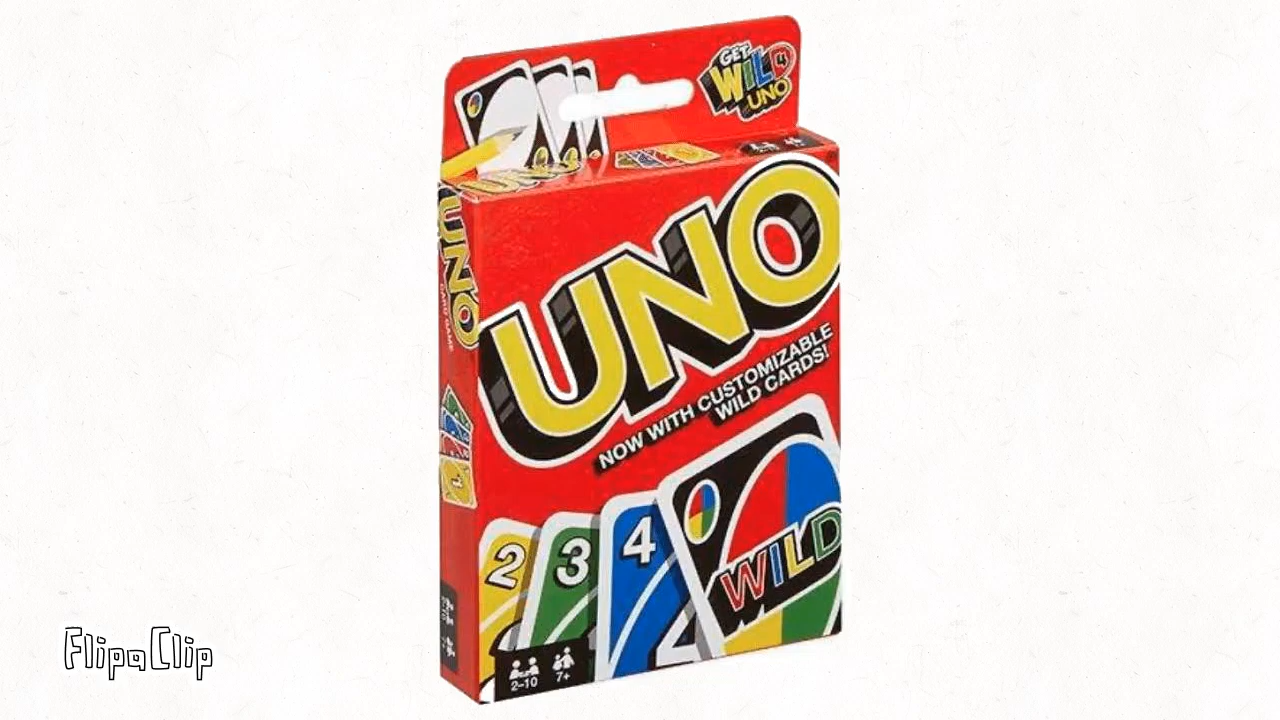 GET
WILD
4
UNO
UNO
UNO
CARD GAME
UNO
NOW WITH CUSTOMIZABLE
WILD CARDS!
2
3
4
WILD
2-10
7+
FlipaClip